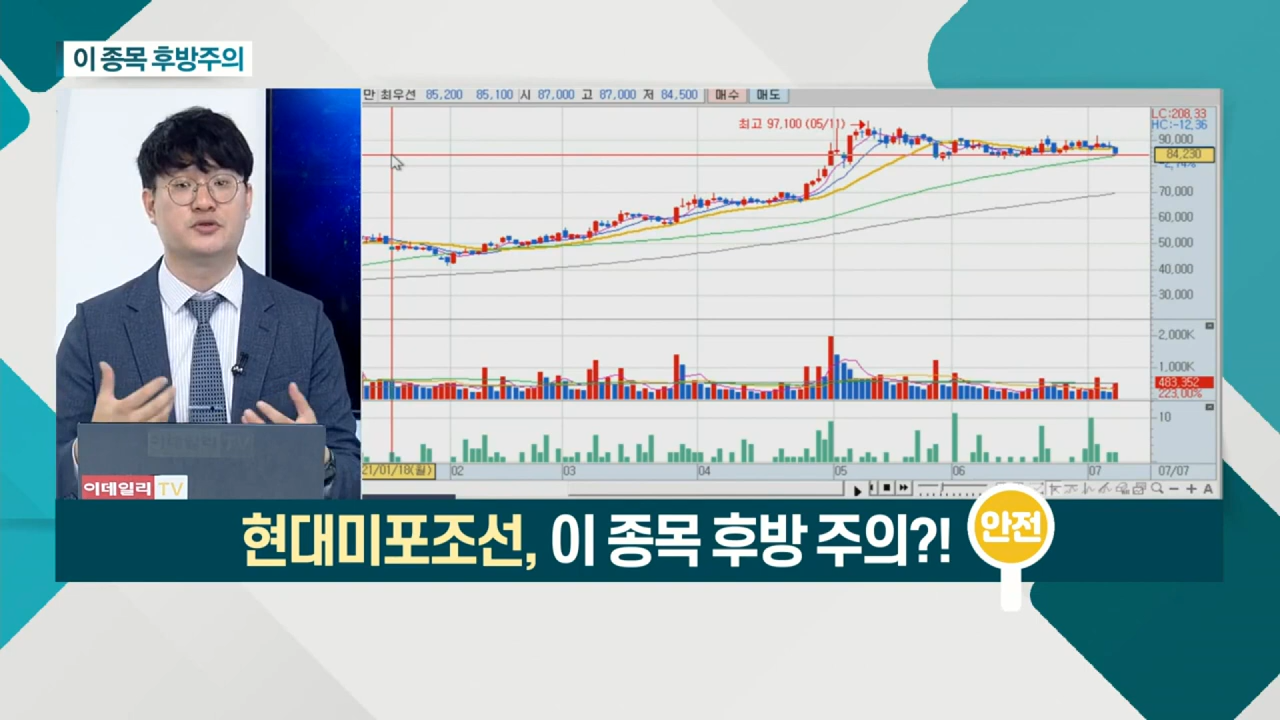 이 종목 후방주의
만 최우선 85,200 85,100 시 87,000 고 87,000 저 84,500 매수 매도
최고 97,100 (05/11)
LC:208.33
HC:-12.36
90,000
84,230
-2.14%
70,000
60,000
50,000
40,000
30,000
2,000K
1,000K
483,352
223.00%
10
21/01/18(월) 02 03 04 05 06 07 07/07
A
이데일리 TV
현대미포조선, 이 종목 후방 주의?!
안전